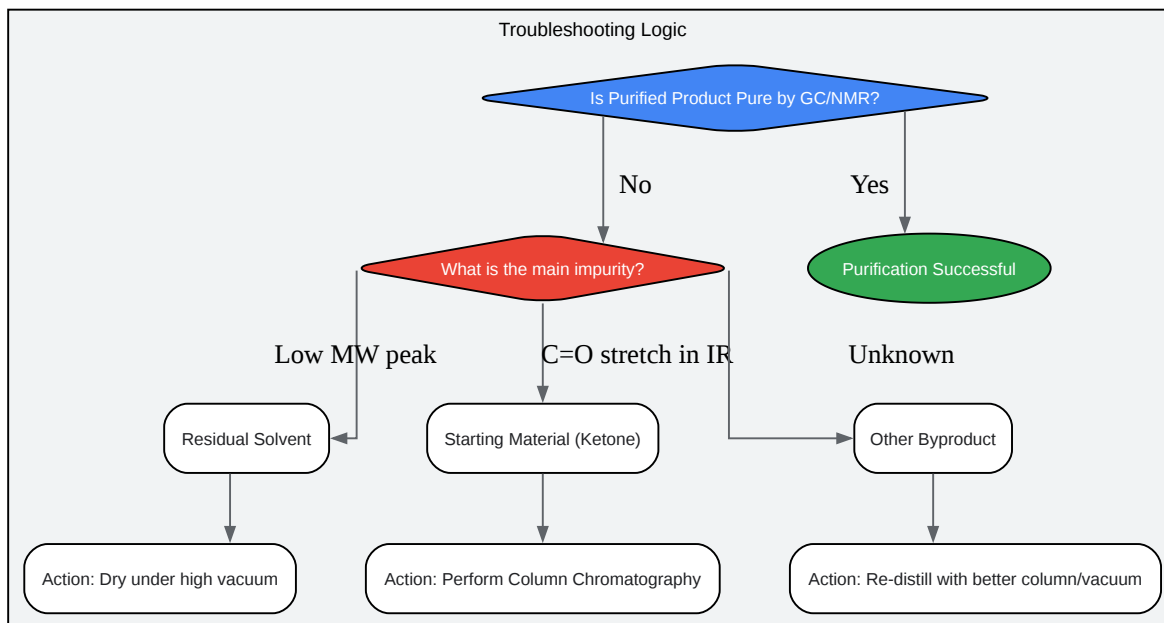 Troubleshooting Logic
Is Purified Product Pure by GC/NMR?
No
Yes
What is the main impurity?
Purification Successful
Low MW peak
C=O stretch in IR
Unknown
Residual Solvent
Starting Material (Ketone)
Other Byproduct
Action: Dry under high vacuum
Action: Perform Column Chromatography
Action: Re-distill with better column/vacuum